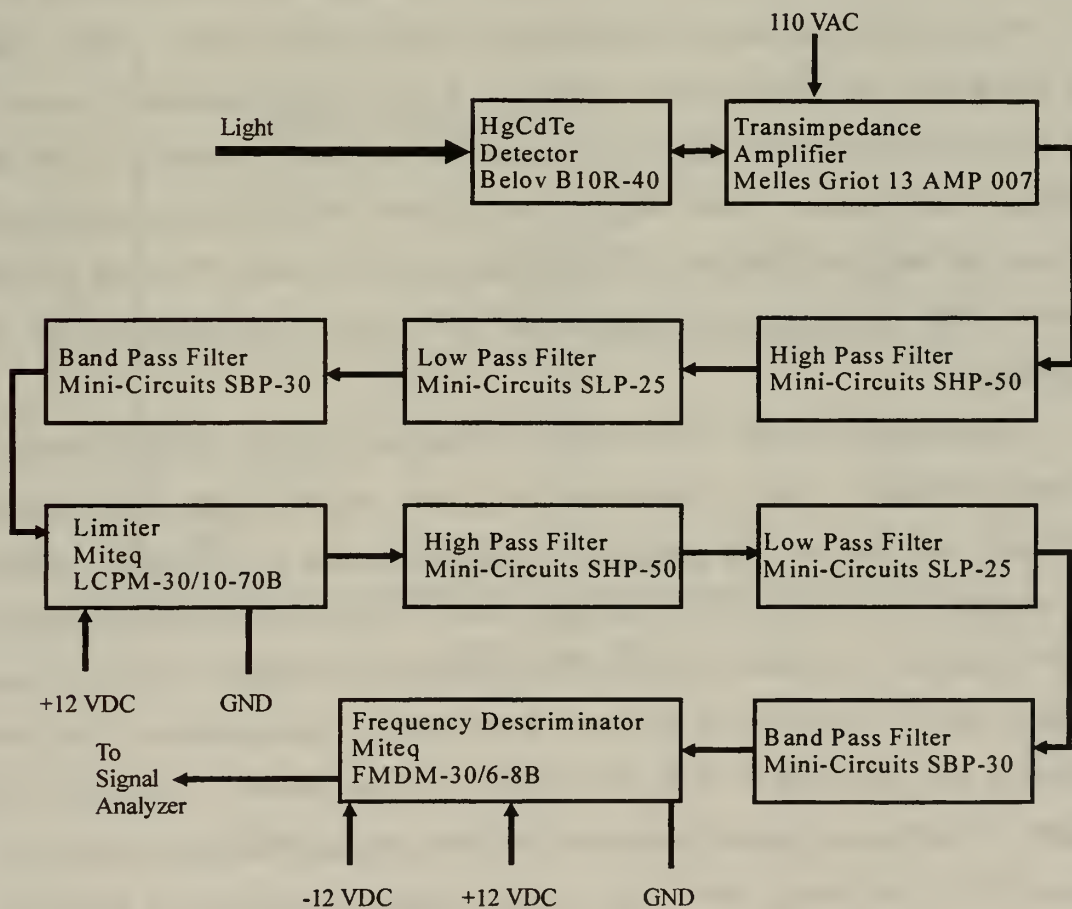 110 VAC
Light
HgCdTe
Detector
Belov B10R-40
Transimpedance
Amplifier
Melles Griot 13 AMP 007
Band Pass Filter
Mini-Circuits SBP-30
Low Pass Filter
Mini-Circuits SLP-25
High Pass Filter
Mini-Circuits SHP-50
Limiter
Miteq
LCPM-30/10-70B
High Pass Filter
Mini-Circuits SHP-50
Low Pass Filter
Mini-Circuits SLP-25
+12 VDC
GND
To
Signal
Analyzer
Frequency Descriminator
Miteq
FMDM-30/6-8B
Band Pass Filter
Mini-Circuits SBP-30
-12 VDC
+12 VDC
GND